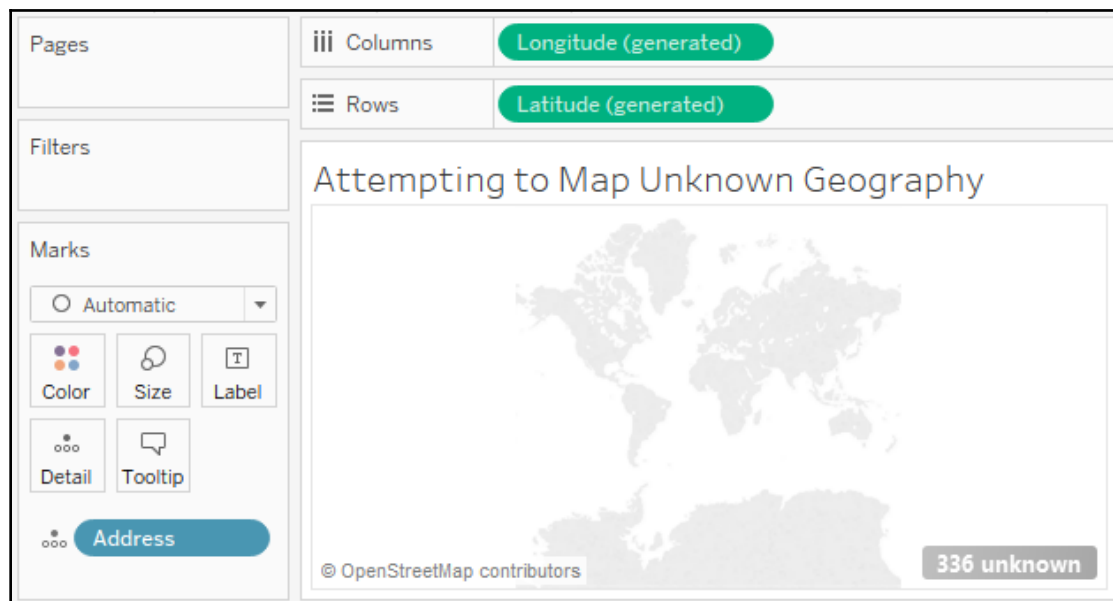 Pages
Columns
Longitude (generated)
Rows
Latitude (generated)
Filters
Attempting to Map Unknown Geography
Marks
Automatic
Color
Size
T
Label
Detail
Tooltip
Address
© OpenStreetMap contributors
336 unknown